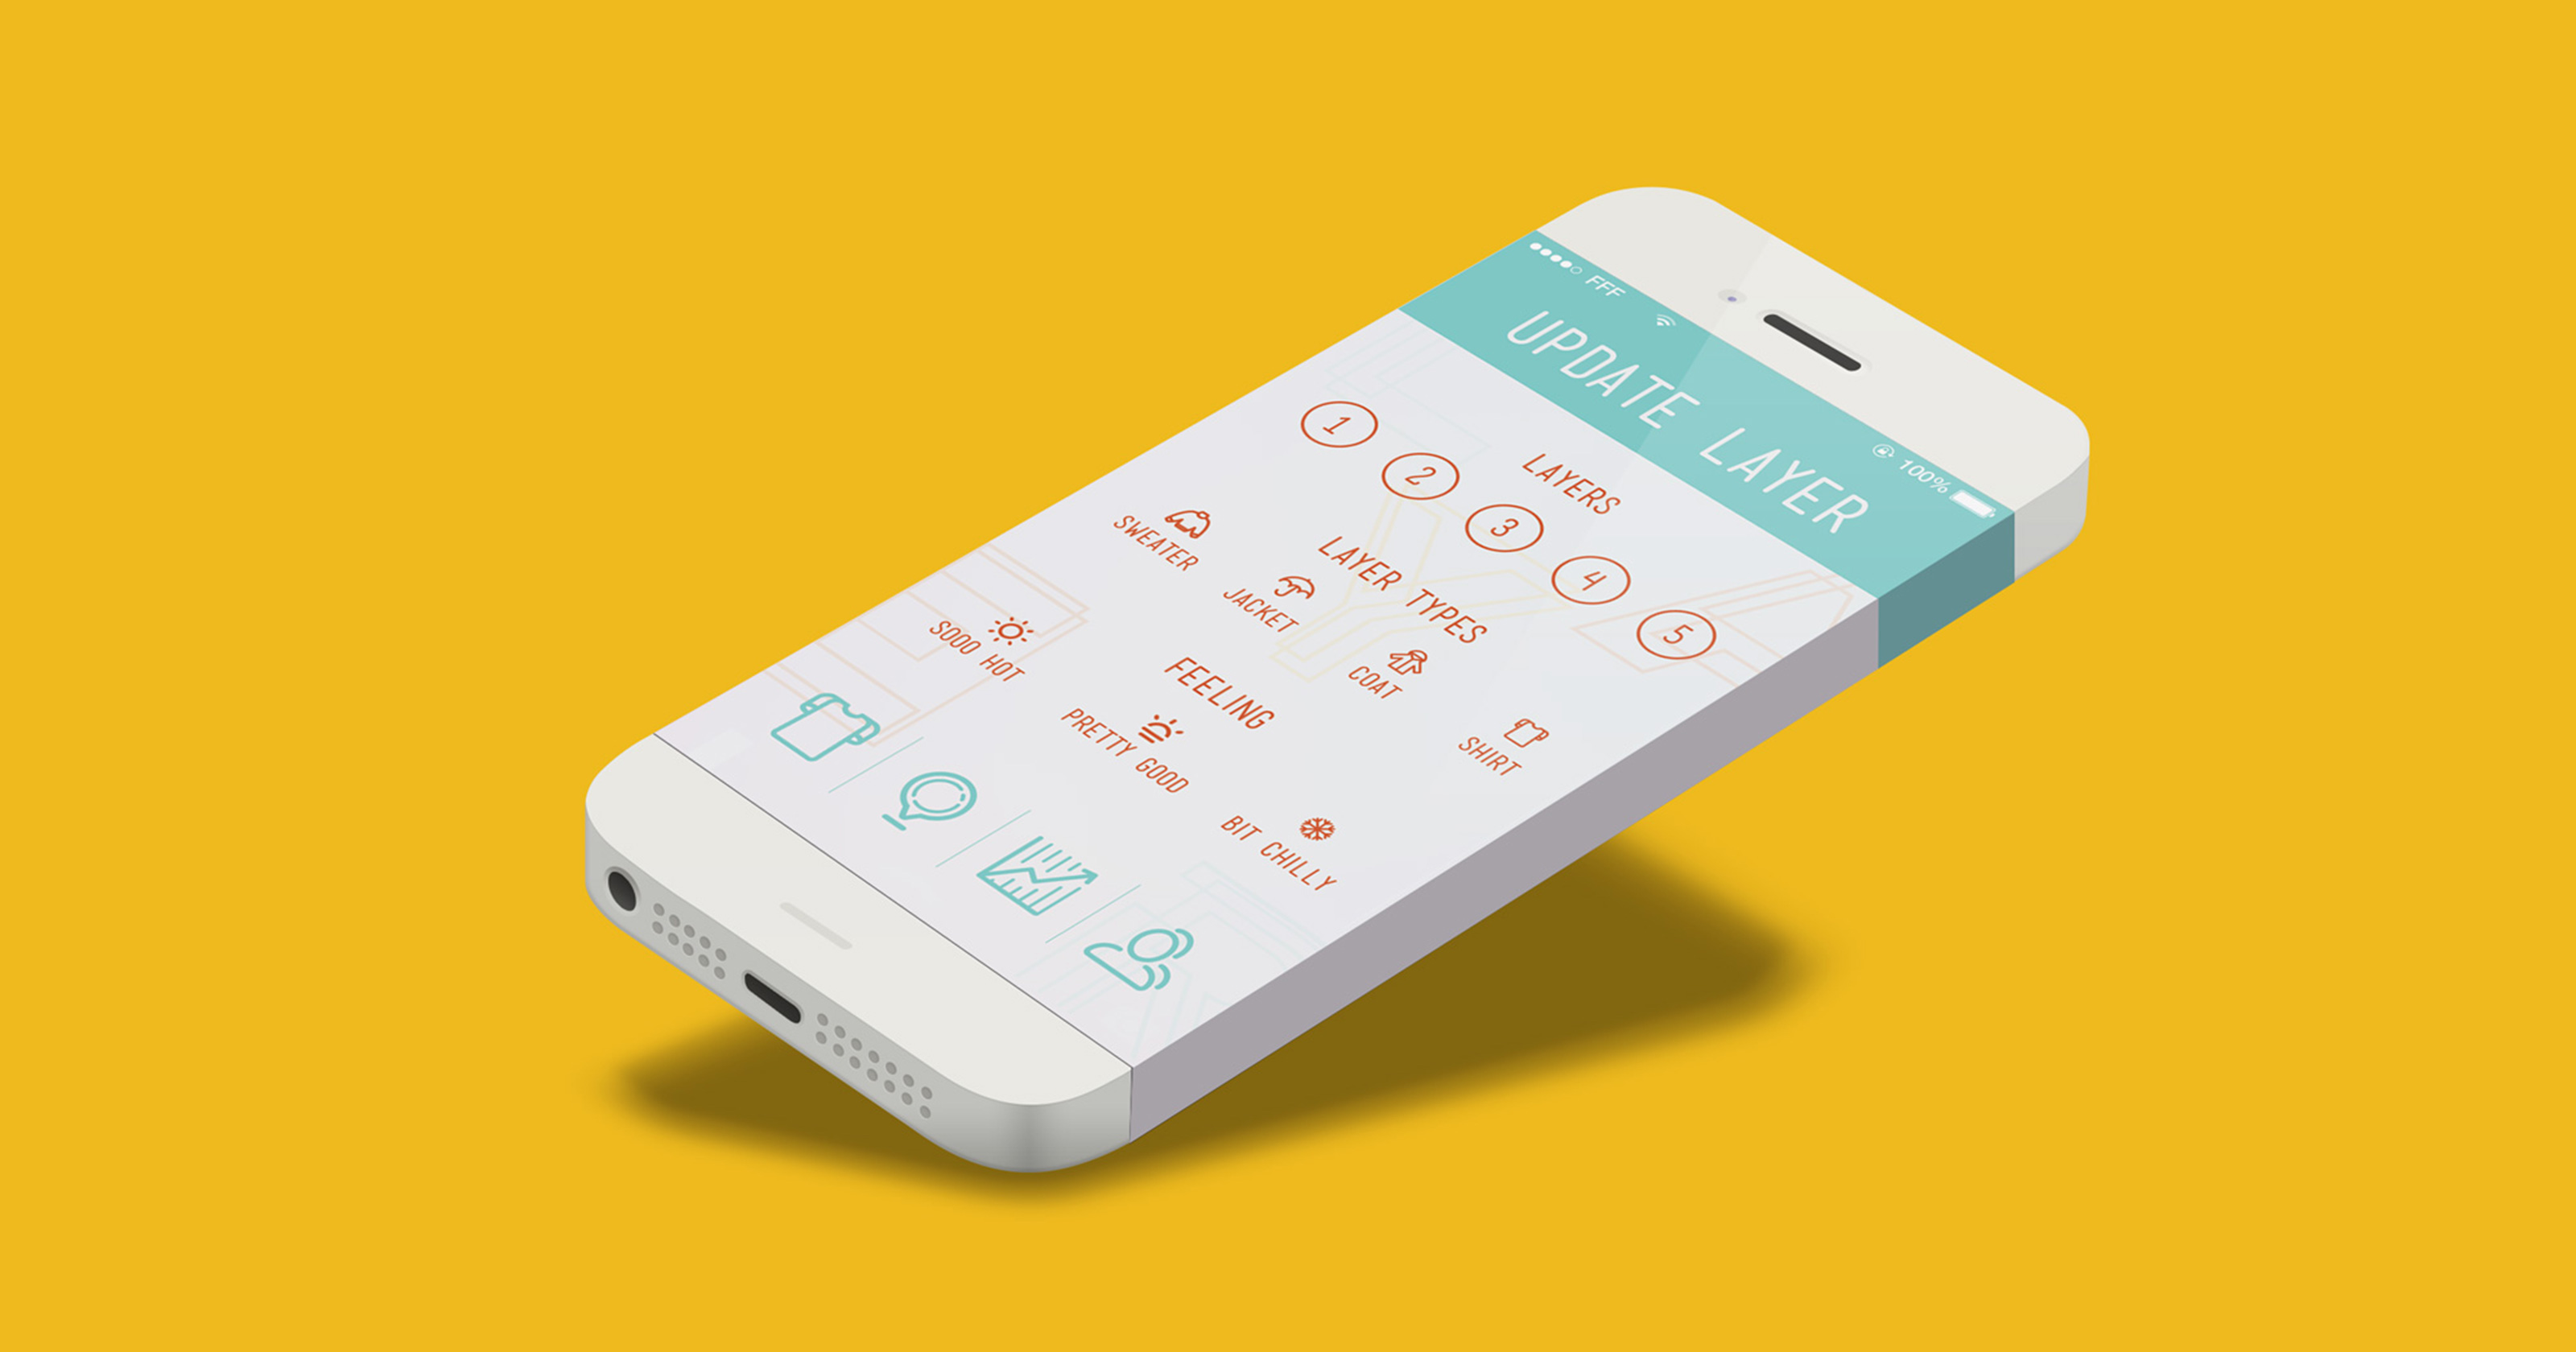 FFF 100%
UPDATE LAYER
LAYERS
1 2 3 4 5
LAYER TYPES
SWEATER JACKET COAT SHIRT
FEELING
SOOO HOT PRETTY GOOD BIT CHILLY